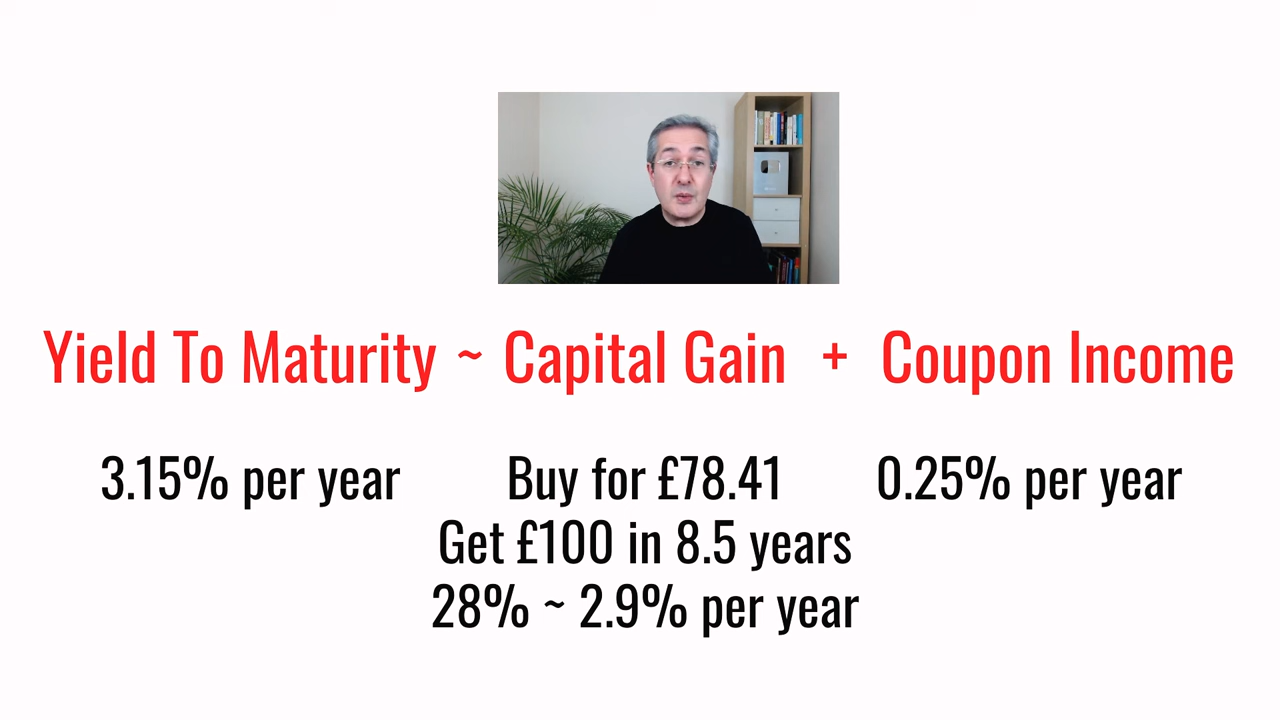 Yield To Maturity ~ Capital Gain + Coupon Income
3.15% per year Buy for £78.41 0.25% per year
Get £100 in 8.5 years
28% ~ 2.9% per year